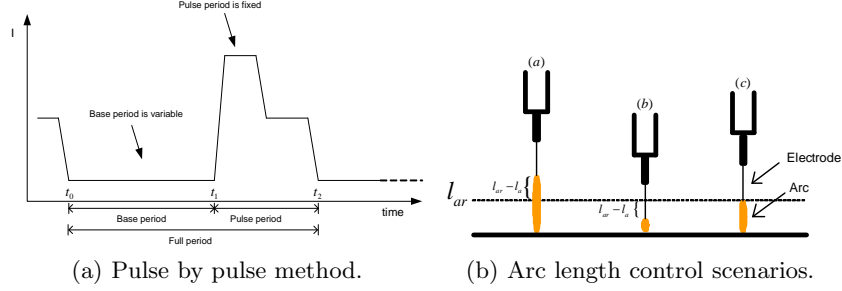 Pulse period is fixed
I
Base period is variable
t0
t1
t2
time
Base period
Pulse period
Full period
(a) Pulse by pulse method.
(a)
(b)
(c)
Electrode
Arc
lar
lar − la {
lar − la {
(b) Arc length control scenarios.